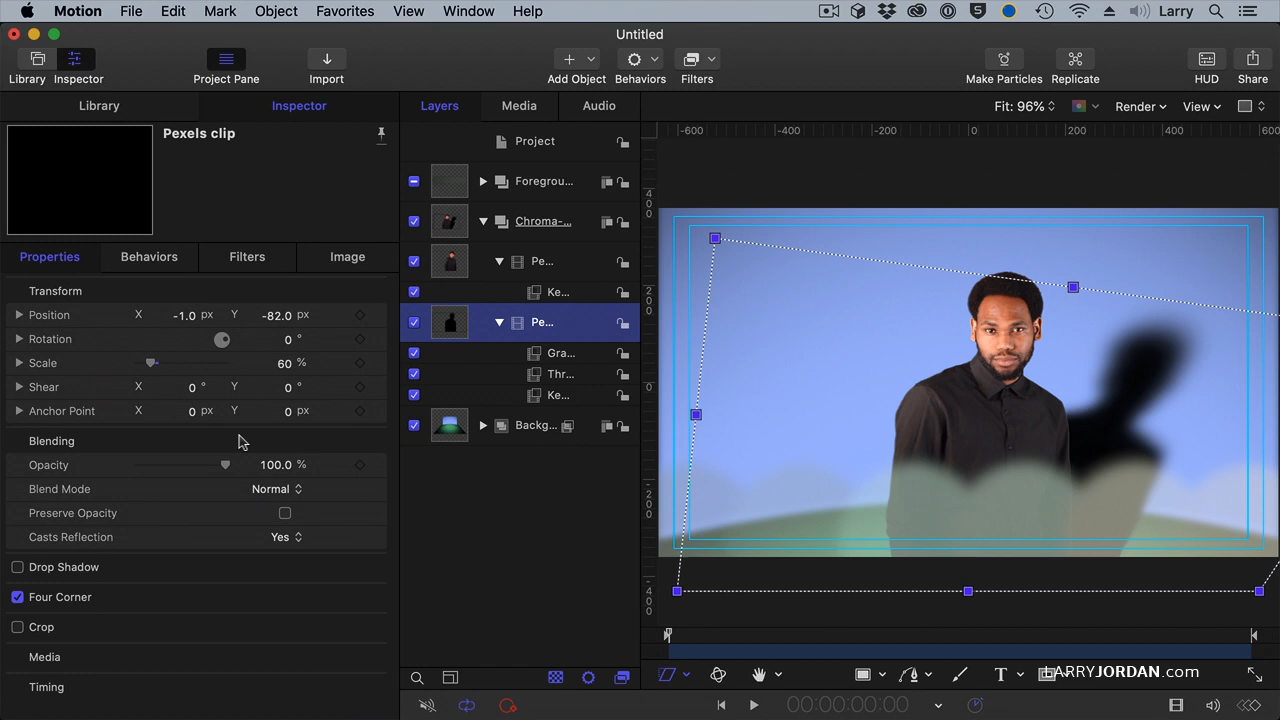 Motion File Edit Mark Object Favorites View Window Help Larry
Untitled
Library Inspector Project Pane Import Add Object Behaviors Filters Make Particles Replicate HUD Share
Library Inspector Layers Media Audio Fit: 96% Render View
Pexels clip
Properties Behaviors Filters Image
Transform
Position X -1.0 px Y -82.0 px
Rotation 0 °
Scale 60 %
Shear X 0 ° Y 0 °
Anchor Point X 0 px Y 0 px
Blending
Opacity 100.0 %
Blend Mode Normal
Preserve Opacity
Casts Reflection Yes
Drop Shadow
Four Corner
Crop
Media
Timing
Project
Foregrou...
Chroma-...
Pe...
Ke...
Pe...
Gra...
Thr...
Ke...
Backg...
-600 -400 -200 0 200 400 600
400
200
0
-200
-400
T
LARRYJORDAN.com
00:00:00:00